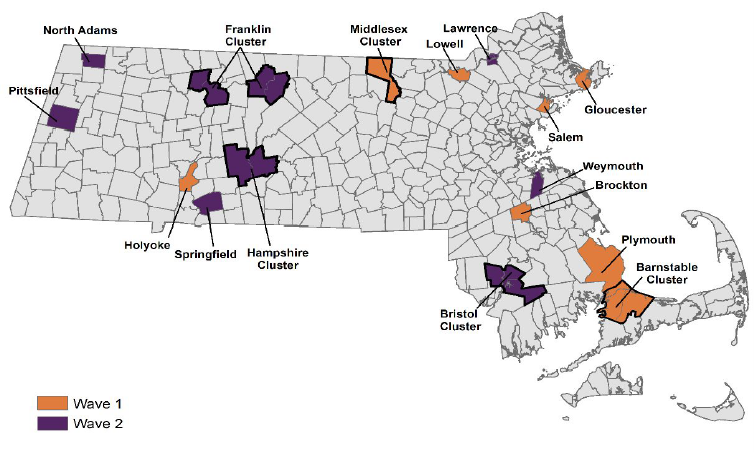 North Adams
Franklin
Cluster
Middlesex
Cluster
Lawrence
Lowell
Pittsfield
Gloucester
Salem
Weymouth
Brockton
Holyoke
Springfield
Hampshire
Cluster
Plymouth
Barnstable
Cluster
Bristol
Cluster
Wave 1
Wave 2